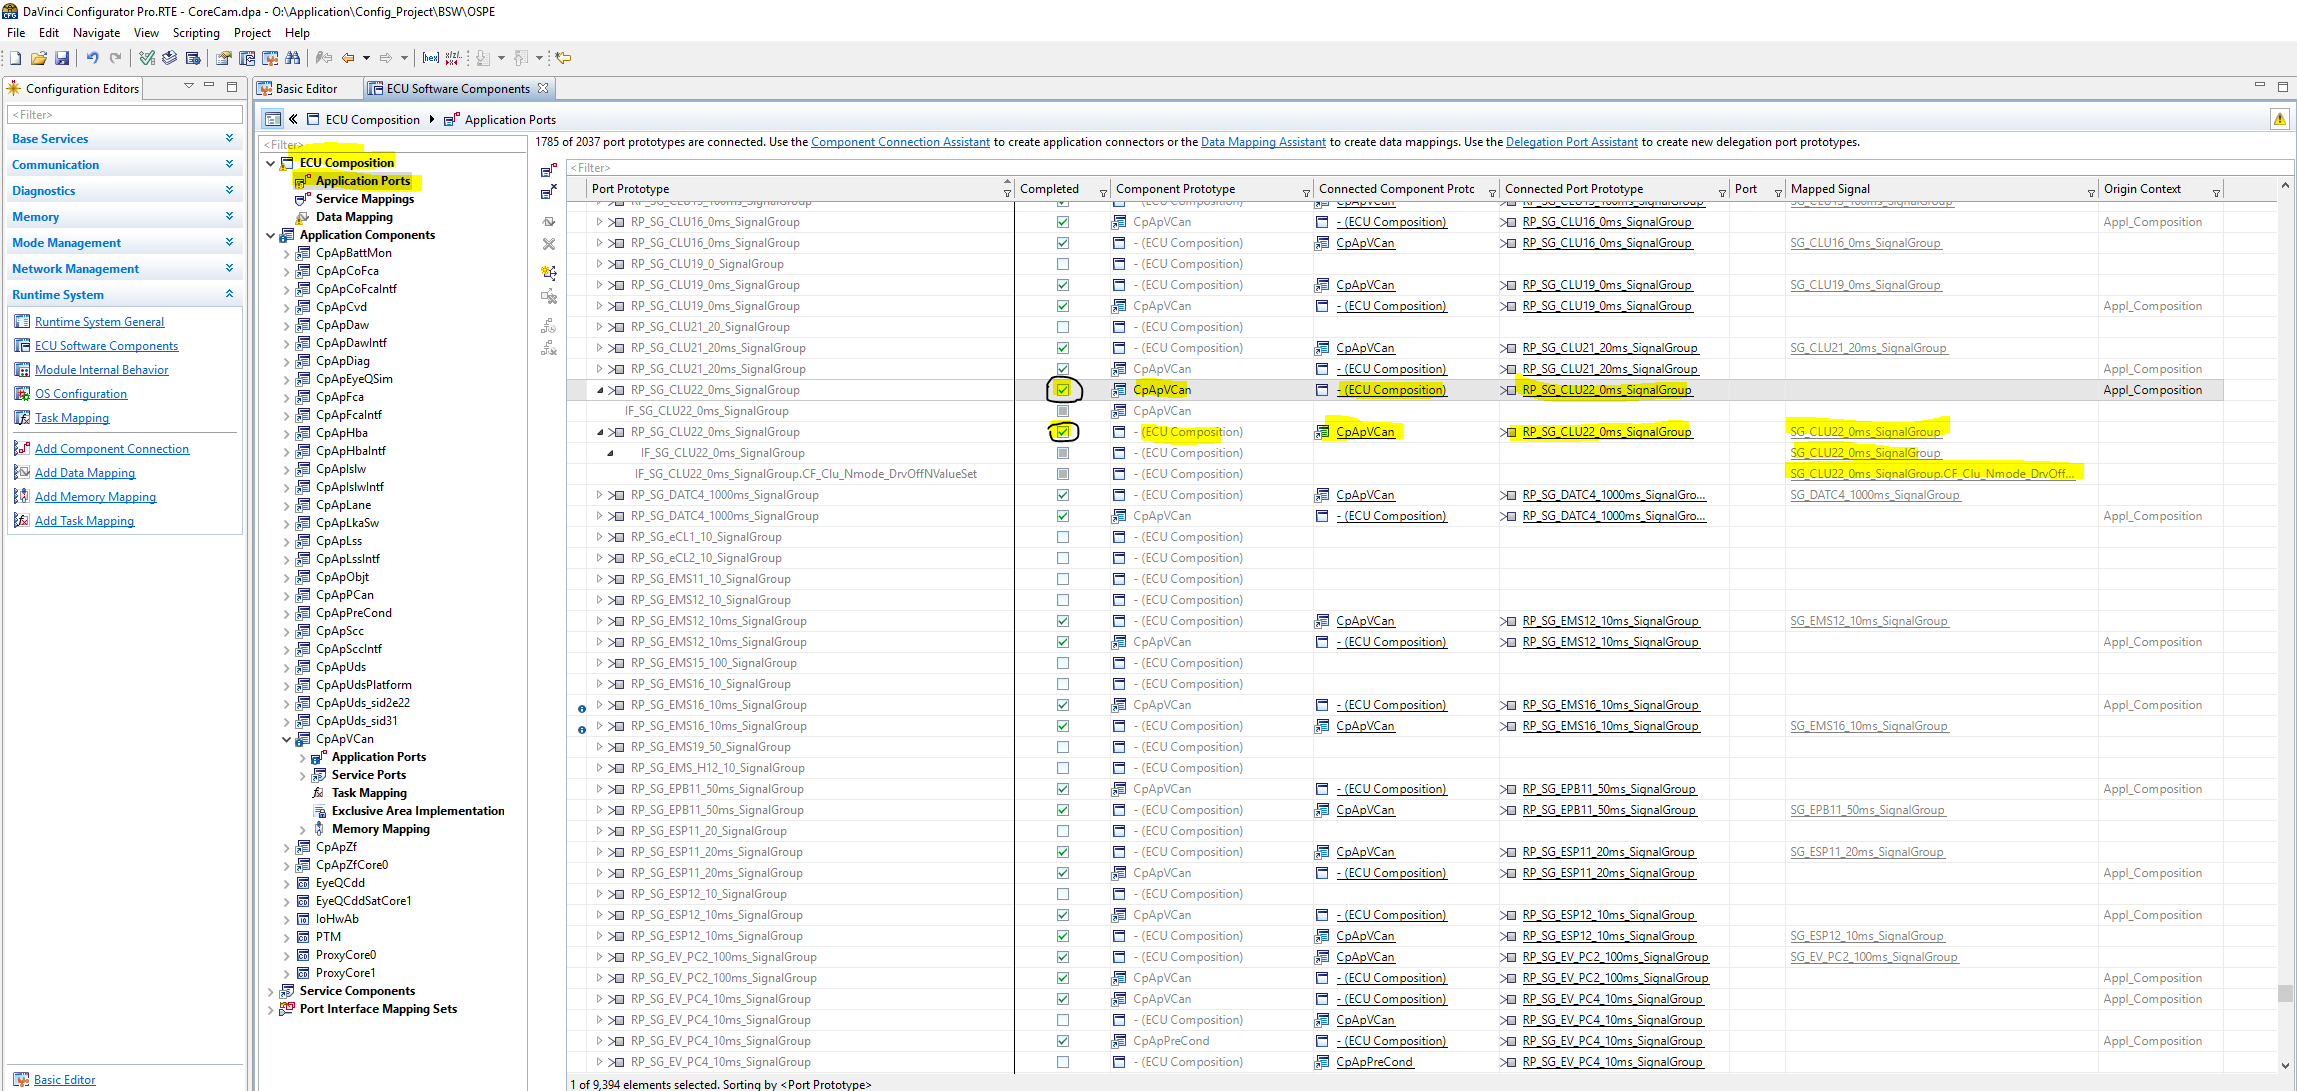 DaVinci Configurator Pro.RTE - CoreCam.dpa - O:\Application\Config_Project\BSW\OSPE
File Edit Navigate View Scripting Project Help
Configuration Editors
<Filter>
Base Services
Communication
Diagnostics
Memory
Mode Management
Network Management
Runtime System
Runtime System General
ECU Software Components
Module Internal Behavior
OS Configuration
Task Mapping
Add Component Connection
Add Data Mapping
Add Memory Mapping
Add Task Mapping
Basic Editor
Basic Editor ECU Software Components
ECU Composition Application Ports
<Filter>
ECU Composition
Application Ports
Service Mappings
Data Mapping
Application Components
CpApBattMon
CpApCoFca
CpApCoFcaIntf
CpApCvd
CpApDaw
CpApDawIntf
CpApDiag
CpApEyeQSim
CpApFca
CpApFcaIntf
CpApHba
CpApHbaIntf
CpApIslw
CpApIslwIntf
CpApLane
CpApLkaSw
CpApLss
CpApLssIntf
CpApObjt
CpApPCan
CpApPreCond
CpApScc
CpApSccIntf
CpApUds
CpApUdsPlatform
CpApUds_sid2e22
CpApUds_sid31
CpApVCan
Application Ports
Service Ports
Task Mapping
Exclusive Area Implementation
Memory Mapping
CpApZf
CpApZfCore0
EyeQCdd
EyeQCddSatCore1
IoHwAb
PTM
ProxyCore0
ProxyCore1
Service Components
Port Interface Mapping Sets
1785 of 2037 port prototypes are connected. Use the Component Connection Assistant to create application connectors or the Data Mapping Assistant to create data mappings. Use the Delegation Port Assistant to create new delegation port prototypes.
<Filter>
Port Prototype Completed Component Prototype Connected Component Protc Connected Port Prototype Port Mapped Signal Origin Context
RP_SG_CLU15_100ms_SignalGroup - (ECU Composition) CpApVCan RP_SG_CLU15_100ms_SignalGroup SG_CLU15_100ms_SignalGroup
RP_SG_CLU16_0ms_SignalGroup CpApVCan - (ECU Composition) RP_SG_CLU16_0ms_SignalGroup Appl_Composition
RP_SG_CLU16_0ms_SignalGroup - (ECU Composition) CpApVCan RP_SG_CLU16_0ms_SignalGroup SG_CLU16_0ms_SignalGroup
RP_SG_CLU19_0_SignalGroup - (ECU Composition)
RP_SG_CLU19_0ms_SignalGroup - (ECU Composition) CpApVCan RP_SG_CLU19_0ms_SignalGroup SG_CLU19_0ms_SignalGroup
RP_SG_CLU19_0ms_SignalGroup CpApVCan - (ECU Composition) RP_SG_CLU19_0ms_SignalGroup Appl_Composition
RP_SG_CLU21_20_SignalGroup - (ECU Composition)
RP_SG_CLU21_20ms_SignalGroup - (ECU Composition) CpApVCan RP_SG_CLU21_20ms_SignalGroup SG_CLU21_20ms_SignalGroup
RP_SG_CLU21_20ms_SignalGroup CpApVCan - (ECU Composition) RP_SG_CLU21_20ms_SignalGroup Appl_Composition
RP_SG_CLU22_0ms_SignalGroup CpApVCan - (ECU Composition) RP_SG_CLU22_0ms_SignalGroup Appl_Composition
IF_SG_CLU22_0ms_SignalGroup CpApVCan
RP_SG_CLU22_0ms_SignalGroup - (ECU Composition) CpApVCan RP_SG_CLU22_0ms_SignalGroup SG_CLU22_0ms_SignalGroup
IF_SG_CLU22_0ms_SignalGroup SG_CLU22_0ms_SignalGroup
IF_SG_CLU22_0ms_SignalGroup.CF_Clu_Nmode_DrvOffNValueSet SG_CLU22_0ms_SignalGroup.CF_Clu_Nmode_DrvOff...
RP_SG_DATC4_1000ms_SignalGroup - (ECU Composition) CpApVCan RP_SG_DATC4_1000ms_SignalGro... SG_DATC4_1000ms_SignalGroup
RP_SG_DATC4_1000ms_SignalGroup CpApVCan - (ECU Composition) RP_SG_DATC4_1000ms_SignalGro... Appl_Composition
RP_SG_eCL1_10_SignalGroup - (ECU Composition)
RP_SG_eCL2_10_SignalGroup - (ECU Composition)
RP_SG_EMS11_10_SignalGroup - (ECU Composition)
RP_SG_EMS12_10_SignalGroup - (ECU Composition)
RP_SG_EMS12_10ms_SignalGroup - (ECU Composition) CpApVCan RP_SG_EMS12_10ms_SignalGroup SG_EMS12_10ms_SignalGroup
RP_SG_EMS12_10ms_SignalGroup CpApVCan - (ECU Composition) RP_SG_EMS12_10ms_SignalGroup Appl_Composition
RP_SG_EMS15_100_SignalGroup - (ECU Composition)
RP_SG_EMS16_10_SignalGroup - (ECU Composition)
RP_SG_EMS16_10ms_SignalGroup CpApVCan - (ECU Composition) RP_SG_EMS16_10ms_SignalGroup Appl_Composition
RP_SG_EMS16_10ms_SignalGroup - (ECU Composition) CpApVCan RP_SG_EMS16_10ms_SignalGroup SG_EMS16_10ms_SignalGroup
RP_SG_EMS19_50_SignalGroup - (ECU Composition)
RP_SG_EMS_H12_10_SignalGroup - (ECU Composition)
RP_SG_EPB11_50ms_SignalGroup CpApVCan - (ECU Composition) RP_SG_EPB11_50ms_SignalGroup Appl_Composition
RP_SG_EPB11_50ms_SignalGroup - (ECU Composition) CpApVCan RP_SG_EPB11_50ms_SignalGroup SG_EPB11_50ms_SignalGroup
RP_SG_ESP11_20_SignalGroup - (ECU Composition)
RP_SG_ESP11_20ms_SignalGroup - (ECU Composition) CpApVCan RP_SG_ESP11_20ms_SignalGroup SG_ESP11_20ms_SignalGroup
RP_SG_ESP11_20ms_SignalGroup CpApVCan - (ECU Composition) RP_SG_ESP11_20ms_SignalGroup Appl_Composition
RP_SG_ESP12_10_SignalGroup - (ECU Composition)
RP_SG_ESP12_10ms_SignalGroup CpApVCan - (ECU Composition) RP_SG_ESP12_10ms_SignalGroup Appl_Composition
RP_SG_ESP12_10ms_SignalGroup - (ECU Composition) CpApVCan RP_SG_ESP12_10ms_SignalGroup SG_ESP12_10ms_SignalGroup
RP_SG_EV_PC2_100ms_SignalGroup - (ECU Composition) CpApVCan RP_SG_EV_PC2_100ms_SignalGroup SG_EV_PC2_100ms_SignalGroup
RP_SG_EV_PC2_100ms_SignalGroup CpApVCan - (ECU Composition) RP_SG_EV_PC2_100ms_SignalGroup Appl_Composition
RP_SG_EV_PC4_10ms_SignalGroup CpApVCan - (ECU Composition) RP_SG_EV_PC4_10ms_SignalGroup Appl_Composition
RP_SG_EV_PC4_10ms_SignalGroup - (ECU Composition) CpApVCan RP_SG_EV_PC4_10ms_SignalGroup
RP_SG_EV_PC4_10ms_SignalGroup CpApPreCond - (ECU Composition) RP_SG_EV_PC4_10ms_SignalGroup Appl_Composition
RP_SG_EV_PC4_10ms_SignalGroup - (ECU Composition) CpApPreCond RP_SG_EV_PC4_10ms_SignalGroup
1 of 9,394 elements selected. Sorting by <Port Prototype>